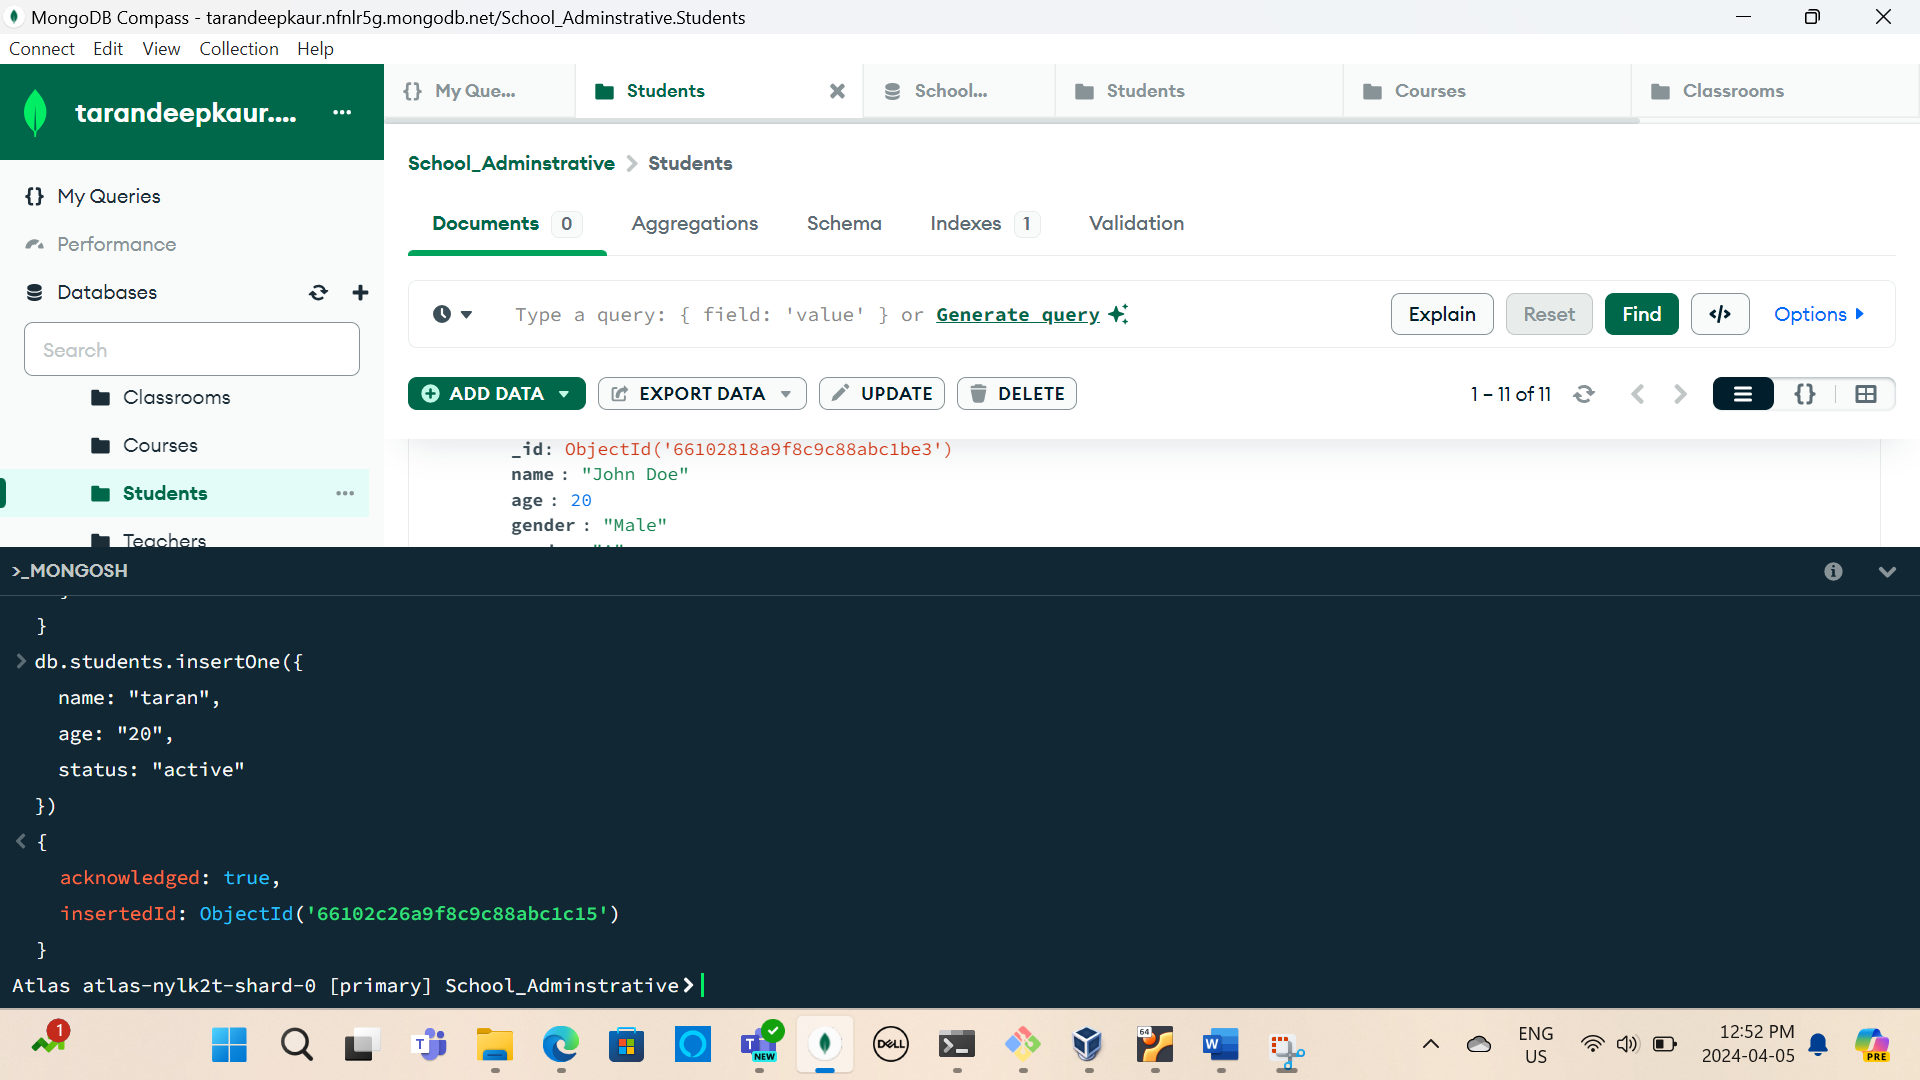 MongoDB Compass - tarandeepkaur.nfnlr5g.mongodb.net/School_Adminstrative.Students
Connect Edit View Collection Help
tarandeepkaur.... ···
{} My Que... Students School... Students Courses Classrooms
School_Adminstrative > Students
{} My Queries
Performance
Databases
Search
Classrooms
Courses
Students ···
Teachers
Documents 0 Aggregations Schema Indexes 1 Validation
Type a query: { field: 'value' } or Generate query
Explain Reset Find </> Options
ADD DATA EXPORT DATA UPDATE DELETE 1 – 11 of 11 {}
_id: ObjectId('66102818a9f8c9c88abc1be3')
name : "John Doe"
age : 20
gender : "Male"
>_MONGOSH
}
> db.students.insertOne({
name: "taran",
age: "20",
status: "active"
})
< {
acknowledged: true,
insertedId: ObjectId('66102c26a9f8c9c88abc1c15')
}
Atlas atlas-nylk2t-shard-0 [primary] School_Adminstrative>
1 T NEW DELL 64 W
ENG
US
12:52 PM
2024-04-05
PRE